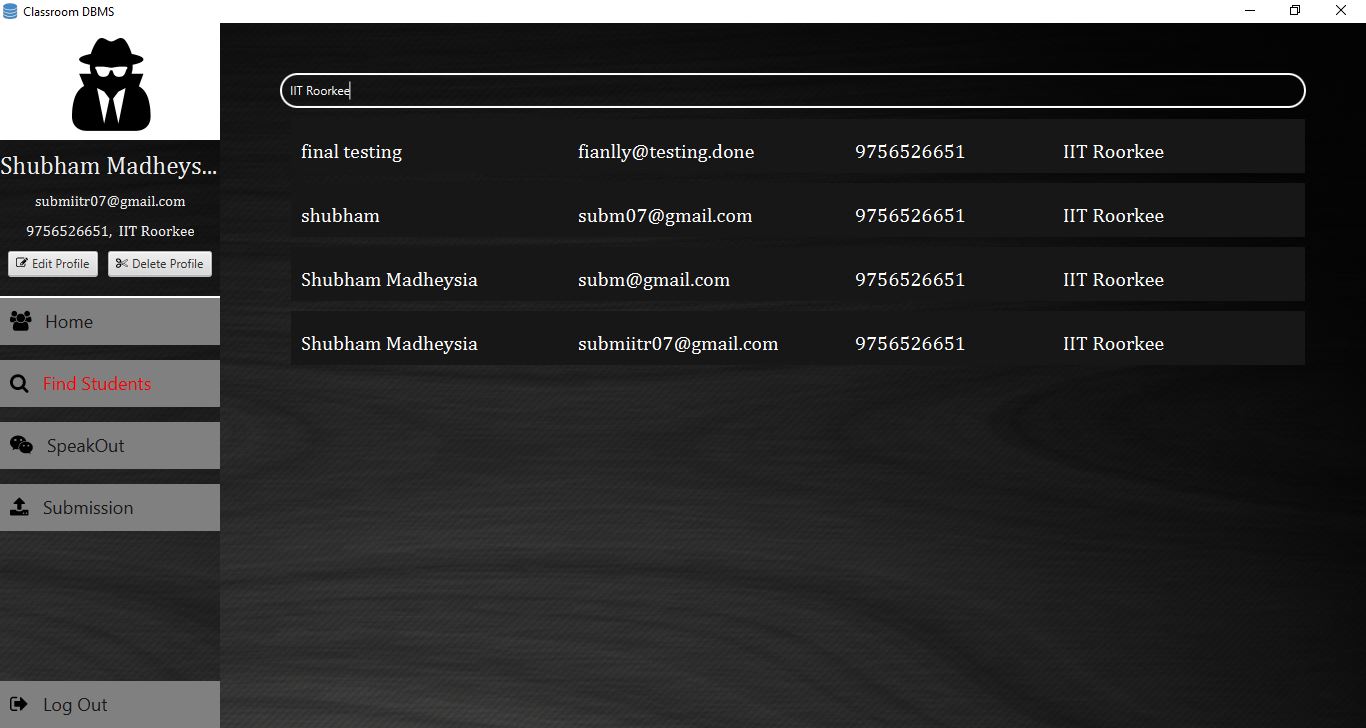 Classroom DBMS
Shubham Madheys...
submiitr07@gmail.com
9756526651, IIT Roorkee
Edit Profile Delete Profile
Home
Find Students
SpeakOut
Submission
Log Out
IIT Roorkee
final testing fianlly@testing.done 9756526651 IIT Roorkee
shubham subm07@gmail.com 9756526651 IIT Roorkee
Shubham Madheysia subm@gmail.com 9756526651 IIT Roorkee
Shubham Madheysia submiitr07@gmail.com 9756526651 IIT Roorkee